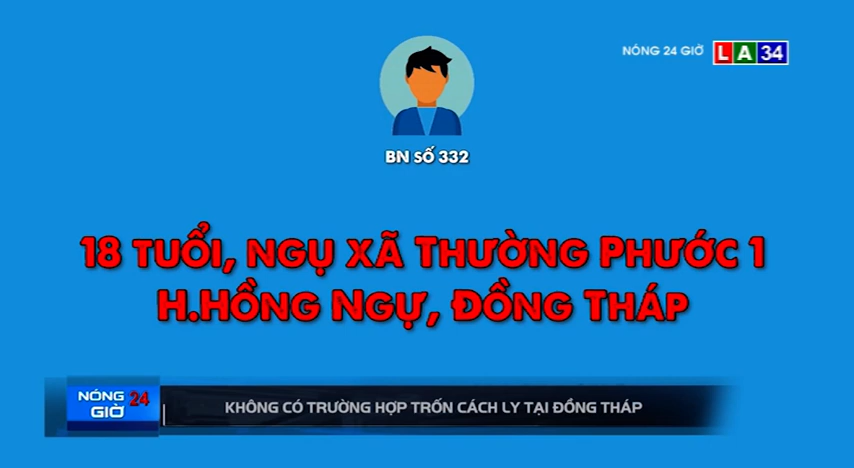 NÓNG 24 GIỜ LA34
BN SỐ 332
18 TUỔI, NGỤ XÃ THƯỜNG PHƯỚC 1
H.HỒNG NGỰ, ĐỒNG THÁP
NÓNG 24
GIỜ
KHÔNG CÓ TRƯỜNG HỢP TRỐN CÁCH LY TẠI ĐỒNG THÁP